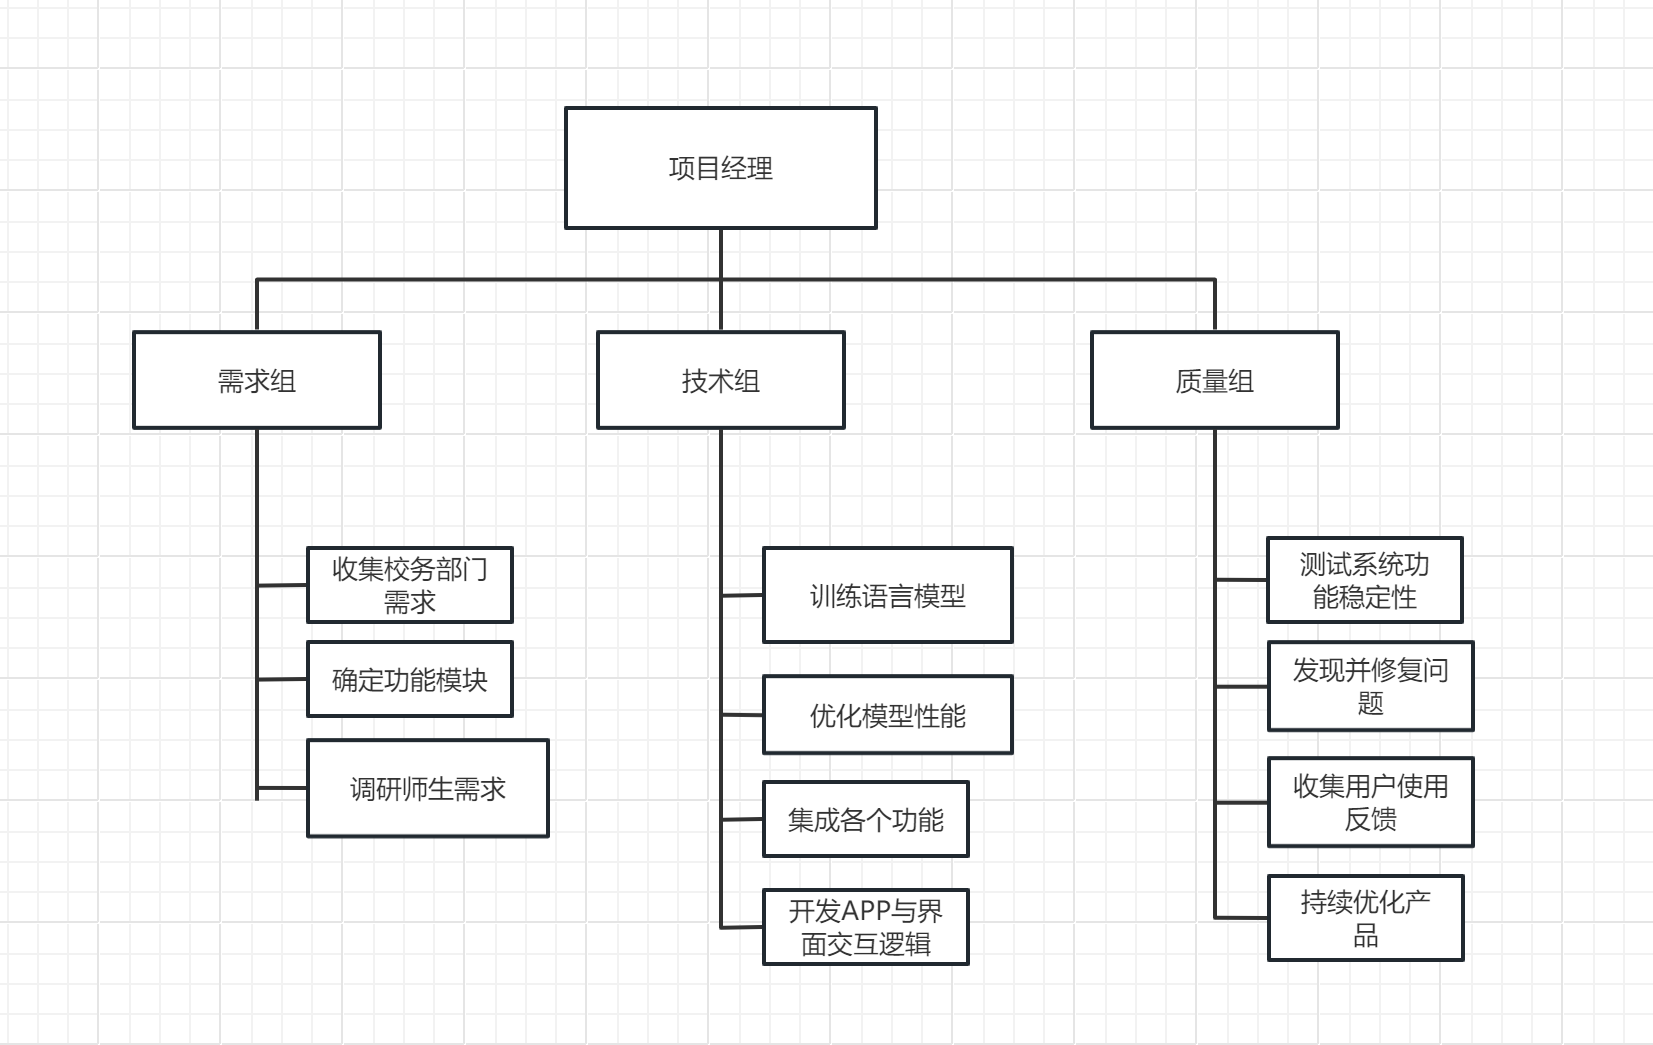 项目经理
需求组
技术组
质量组
收集校务部门
需求
确定功能模块
调研师生需求
训练语言模型
优化模型性能
集成各个功能
开发APP与界
面交互逻辑
测试系统功
能稳定性
发现并修复问
题
收集用户使用
反馈
持续优化产
品